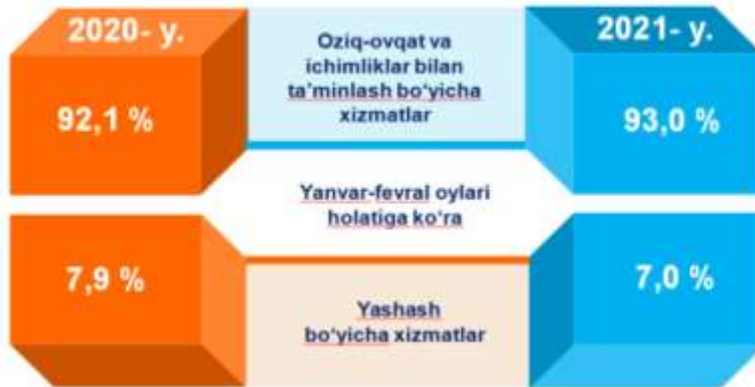 2020- y.
92,1 %
Oziq-ovqat va
ichimliklar bilan
ta'minlash bo'yicha
xizmatlar
2021- y.
93,0 %
Yanvar-fevral oylari
holatiga ko'ra
7,9 %
Yashash
bo'yicha xizmatlar
7,0 %